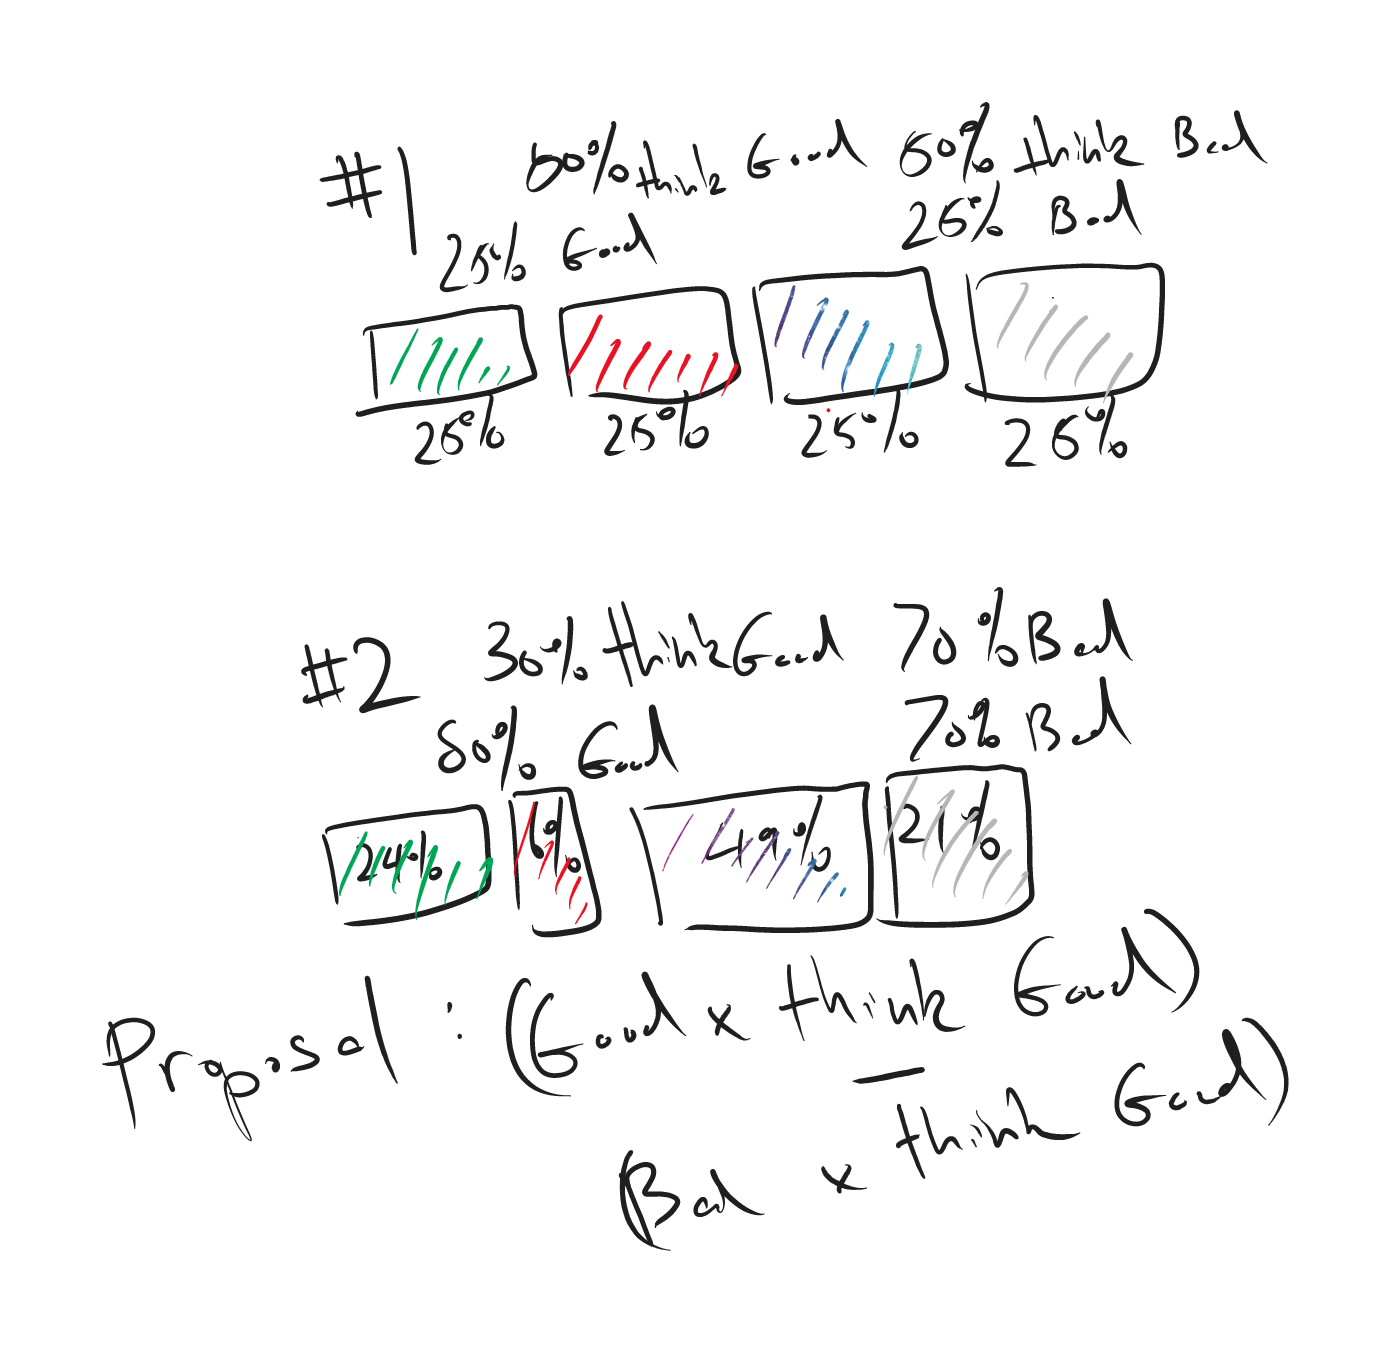 #1 50% think Good 50% think Bad
25% Good 25% Bad
25% 25% 25% 25%
#2 30% think Good 70% Bad
80% Good 70% Bad
24% 6% 49% 21%
Proposal : (Good x think Good)
—
(Bad x think Good)